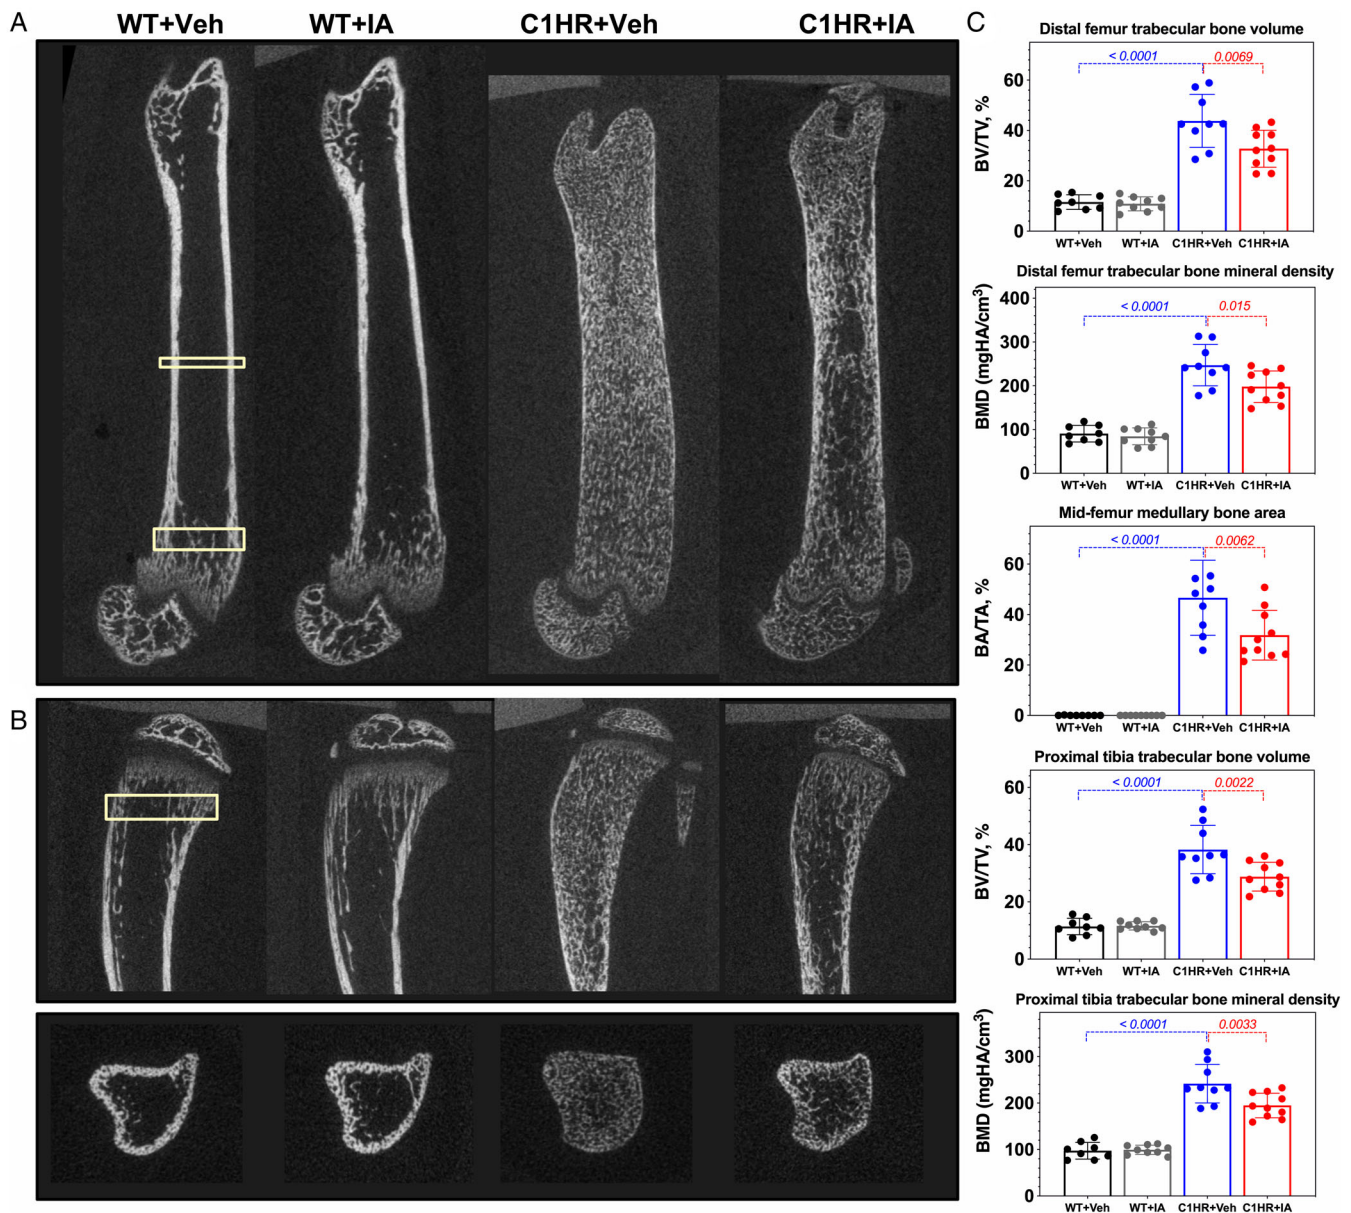 A
WT+Veh WT+IA C1HR+Veh C1HR+IA
B
C
Distal femur trabecular bone volume
BV/TV, %
60
40
20
0
< 0.0001
0.0069
WT+Veh WT+IA C1HR+Veh C1HR+IA
Distal femur trabecular bone mineral density
BMD (mgHA/cm³)
400
300
200
100
0
< 0.0001
0.015
WT+Veh WT+IA C1HR+Veh C1HR+IA
Mid-femur medullary bone area
BA/TA, %
60
40
20
0
< 0.0001
0.0062
WT+Veh WT+IA C1HR+Veh C1HR+IA
Proximal tibia trabecular bone volume
BV/TV, %
60
40
20
0
< 0.0001
0.0022
WT+Veh WT+IA C1HR+Veh C1HR+IA
Proximal tibia trabecular bone mineral density
BMD (mgHA/cm³)
300
200
100
0
< 0.0001
0.0033
WT+Veh WT+IA C1HR+Veh C1HR+IA